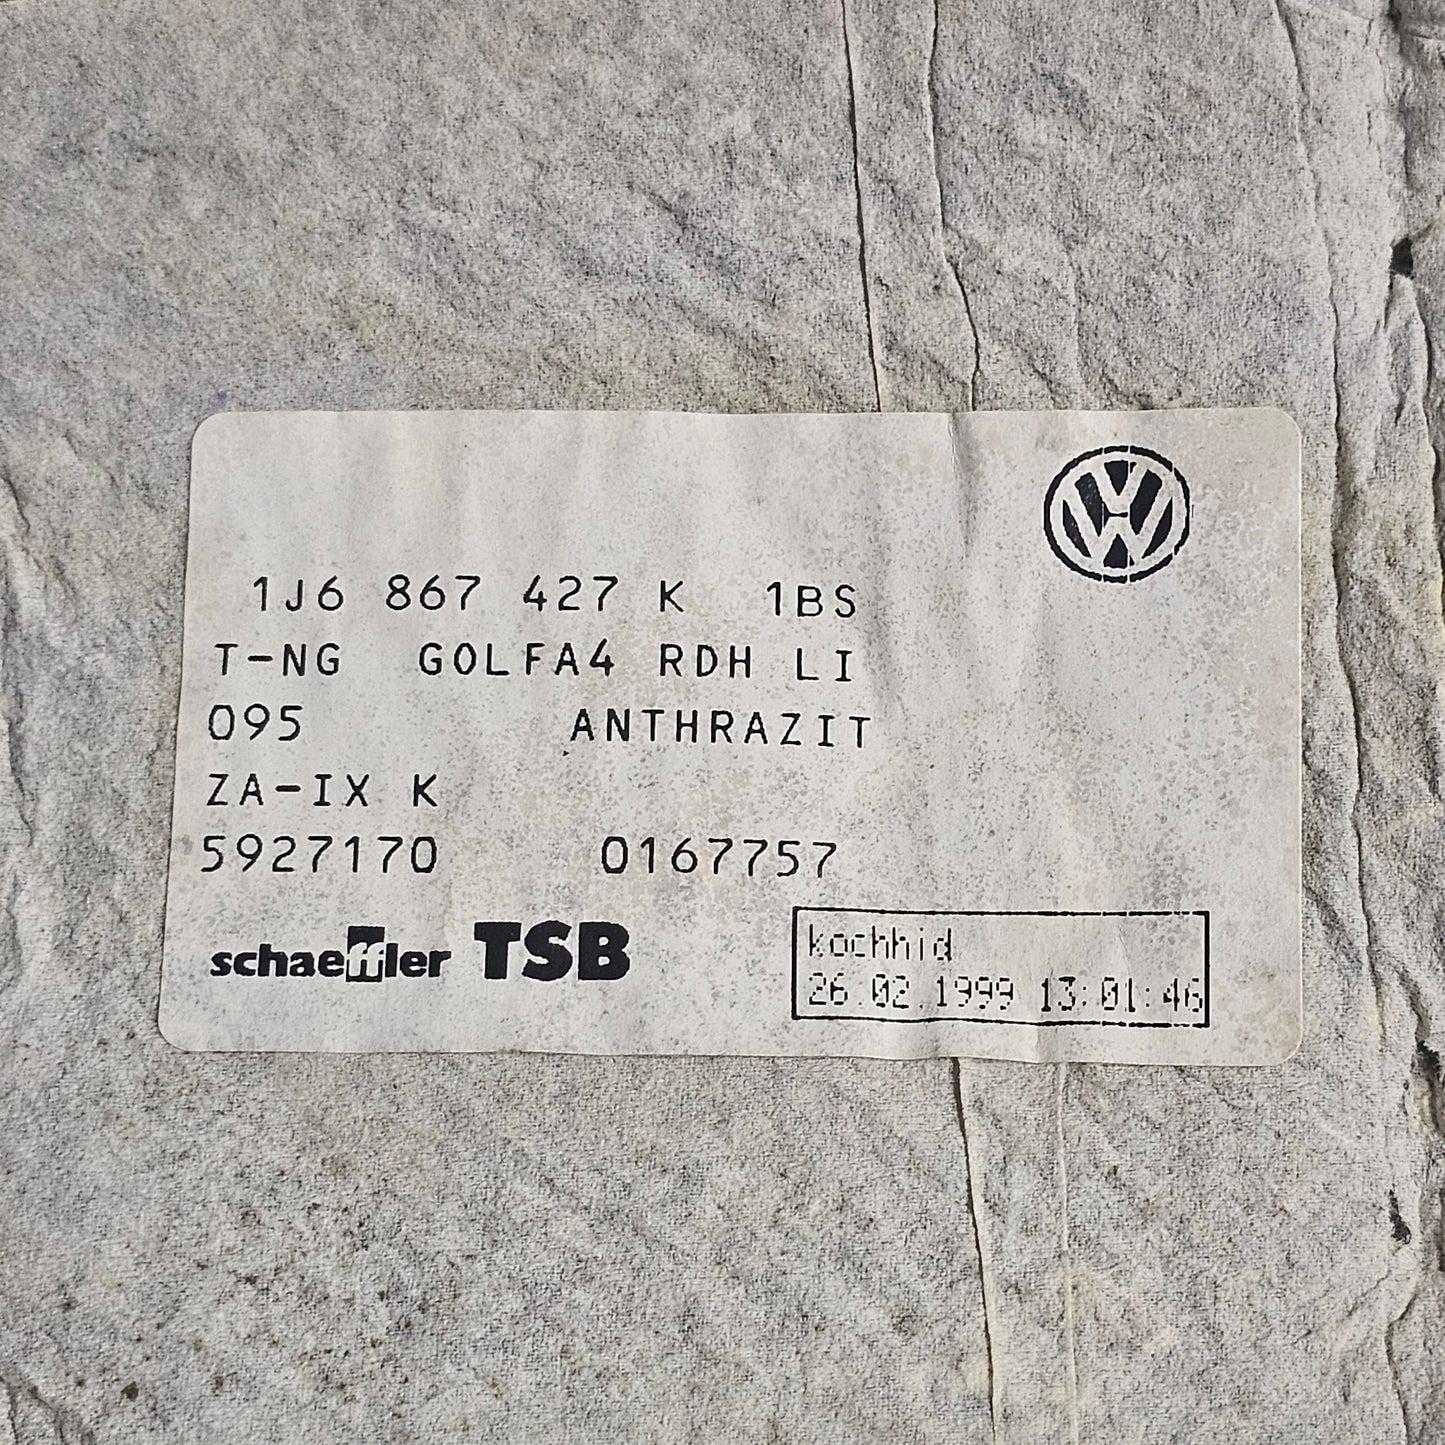 1J6 867 427 K 1BS
T-NG GOLFA4 RDH LI
095 ANTHRAZIT
ZA-IX K
5927170 0167757
schaeffler TSB
kochhid
26.02.1999 13:01:46